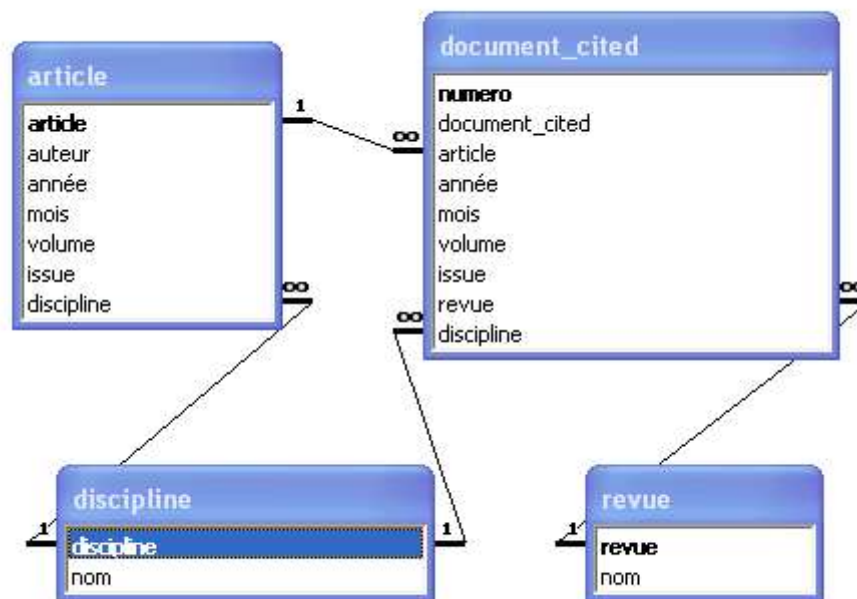 article
article
auteur
année
mois
volume
issue
discipline
1
∞
document_cited
numero
document_cited
article
année
mois
volume
issue
revue
discipline
∞
∞
∞
discipline
discipline
nom
1
1
revue
revue
nom
1